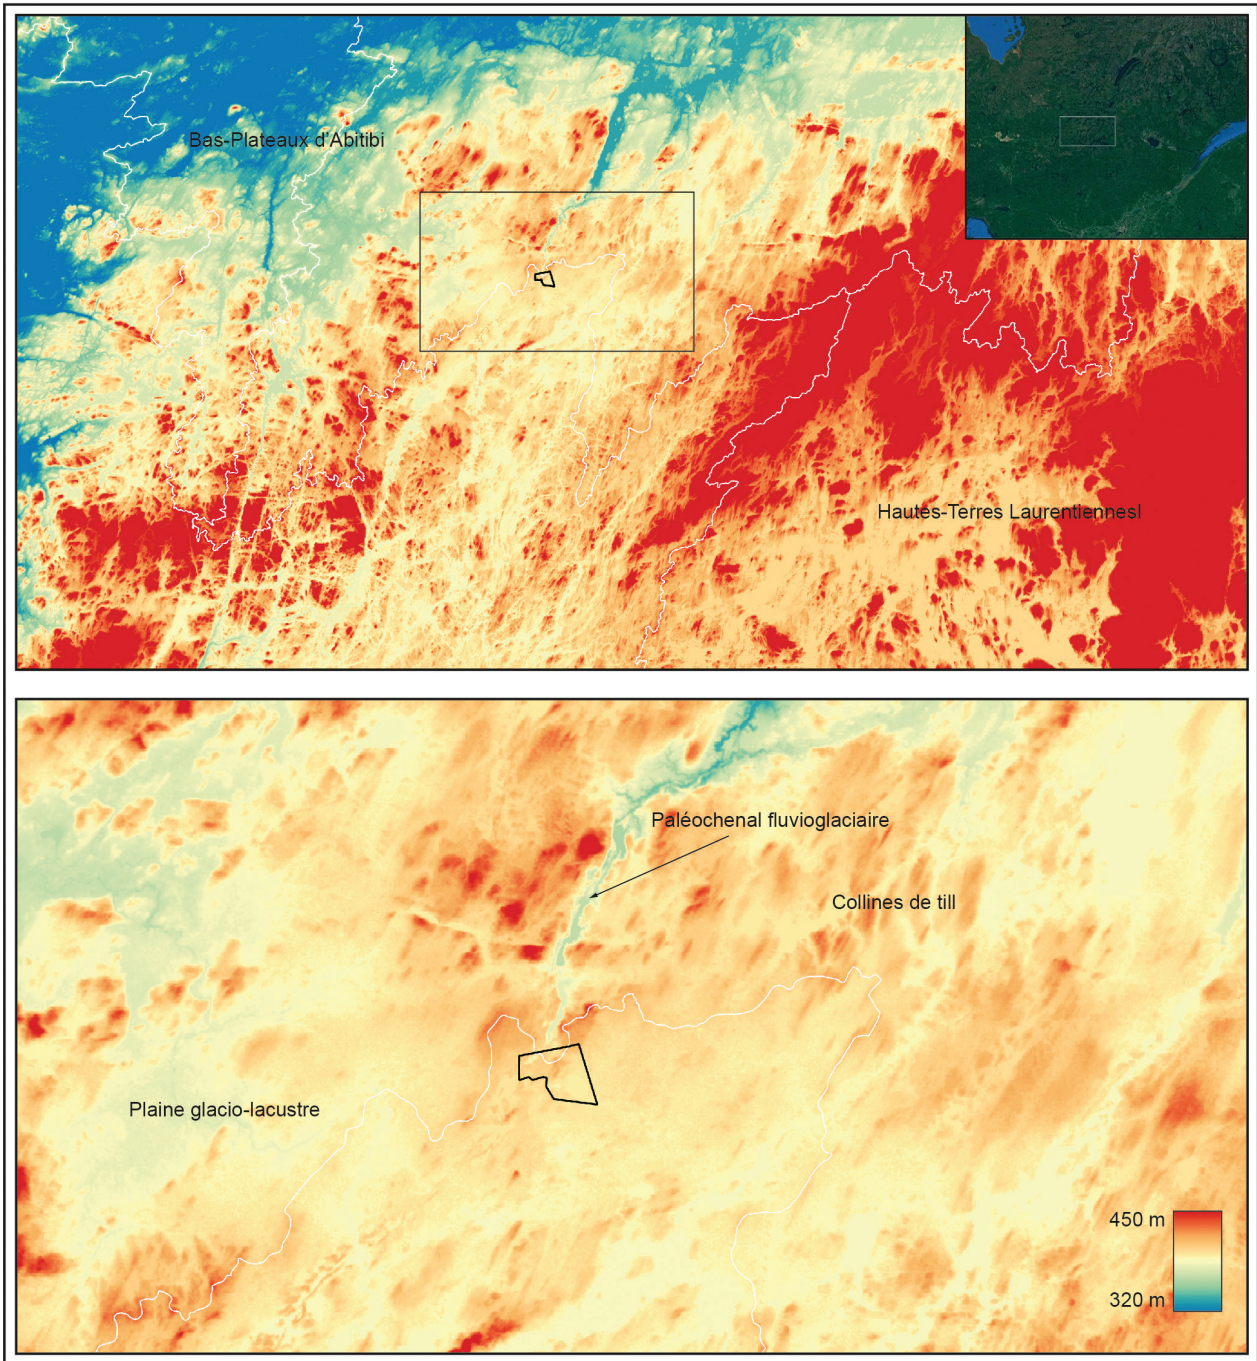 Bas-Plateaux d'Abitibi
Hautes-Terres Laurentiennesl
Paléochenal fluvioglaciaire
Collines de till
Plaine glacio-lacustre
450 m
320 m